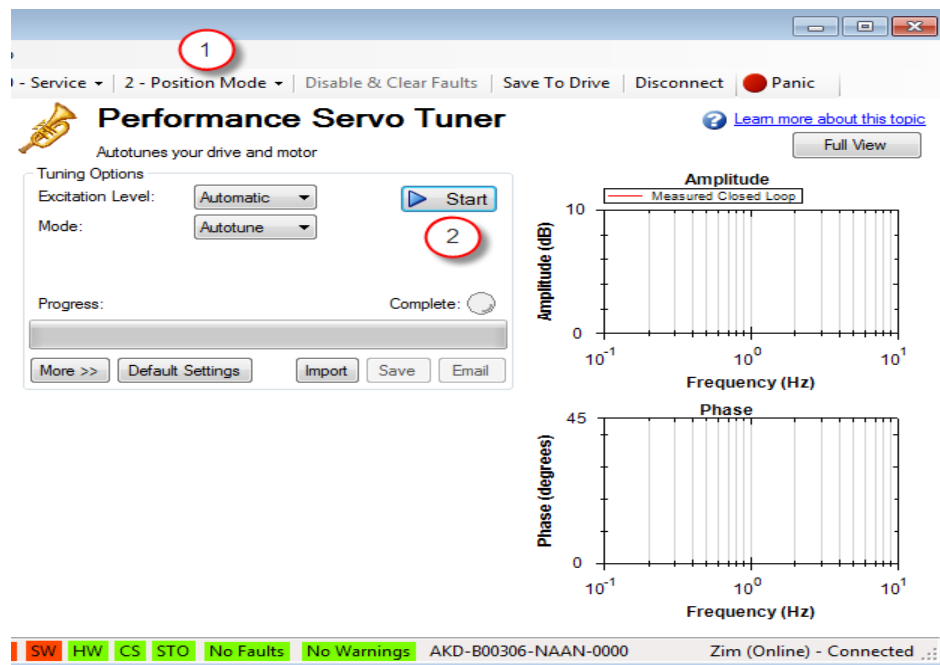 1
- Service 2 - Position Mode Disable & Clear Faults Save To Drive Disconnect Panic
Performance Servo Tuner
Learn more about this topic
Autotunes your drive and motor
Full View
Tuning Options
Excitation Level: Automatic Start
Mode: Autotune
2
Progress: Complete:
More >> Default Settings Import Save Email
Amplitude
Measured Closed Loop
10
Amplitude (dB)
0
10-1 100 101
Frequency (Hz)
Phase
45
Phase (degrees)
0
10-1 100 101
Frequency (Hz)
SW HW CS STO No Faults No Warnings AKD-B00306-NAAN-0000 Zim (Online) - Connected